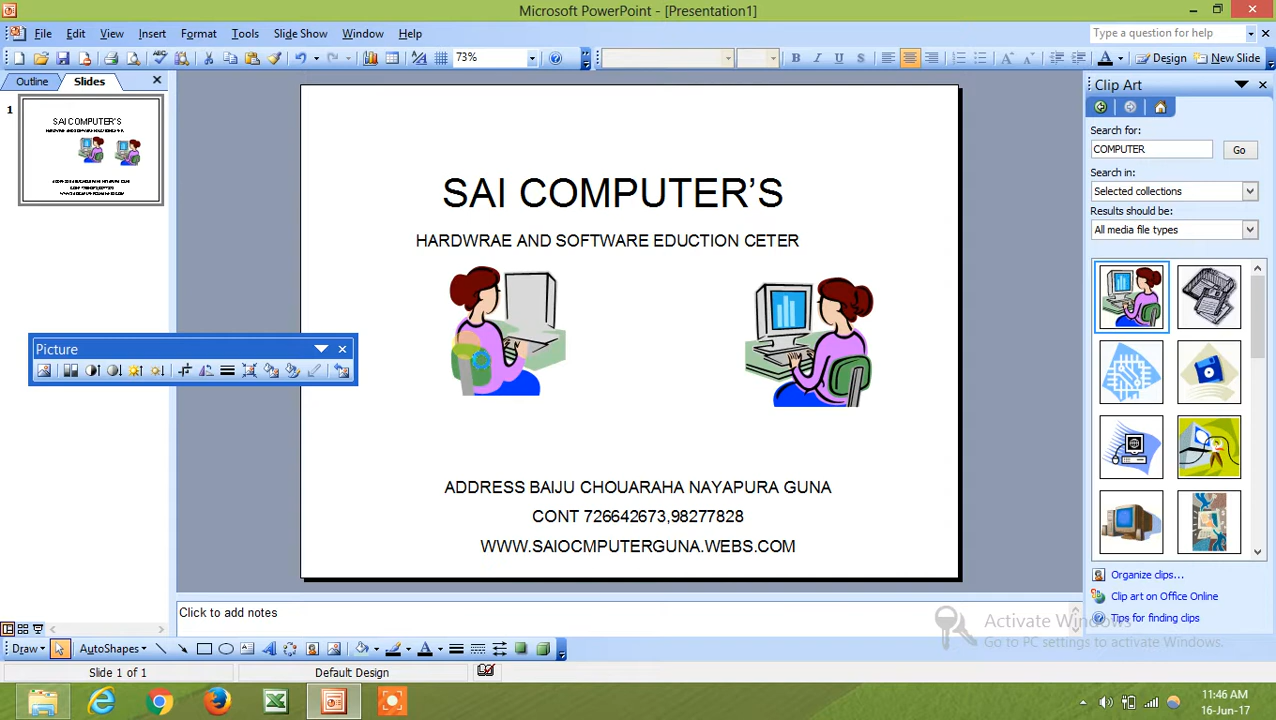 Microsoft PowerPoint - [Presentation1]
File Edit View Insert Format Tools Slide Show Window Help
Type a question for help
73%
Design
New Slide
Outline
Slides
1
SAI COMPUTER'S
SAI COMPUTER’S
HARDWRAE AND SOFTWARE EDUCTION CETER
Picture
ADDRESS BAIJU CHOUARAHA NAYAPURA GUNA
CONT 726642673,98277828
WWW.SAIOCMPUTERGUNA.WEBS.COM
Click to add notes
Clip Art
Search for:
COMPUTER
Go
Search in:
Selected collections
Results should be:
All media file types
Organize clips...
Clip art on Office Online
Tips for finding clips
Activate Windows
Go to PC settings to activate Windows.
Draw
AutoShapes
Slide 1 of 1
Default Design
11:46 AM
16-Jun-17